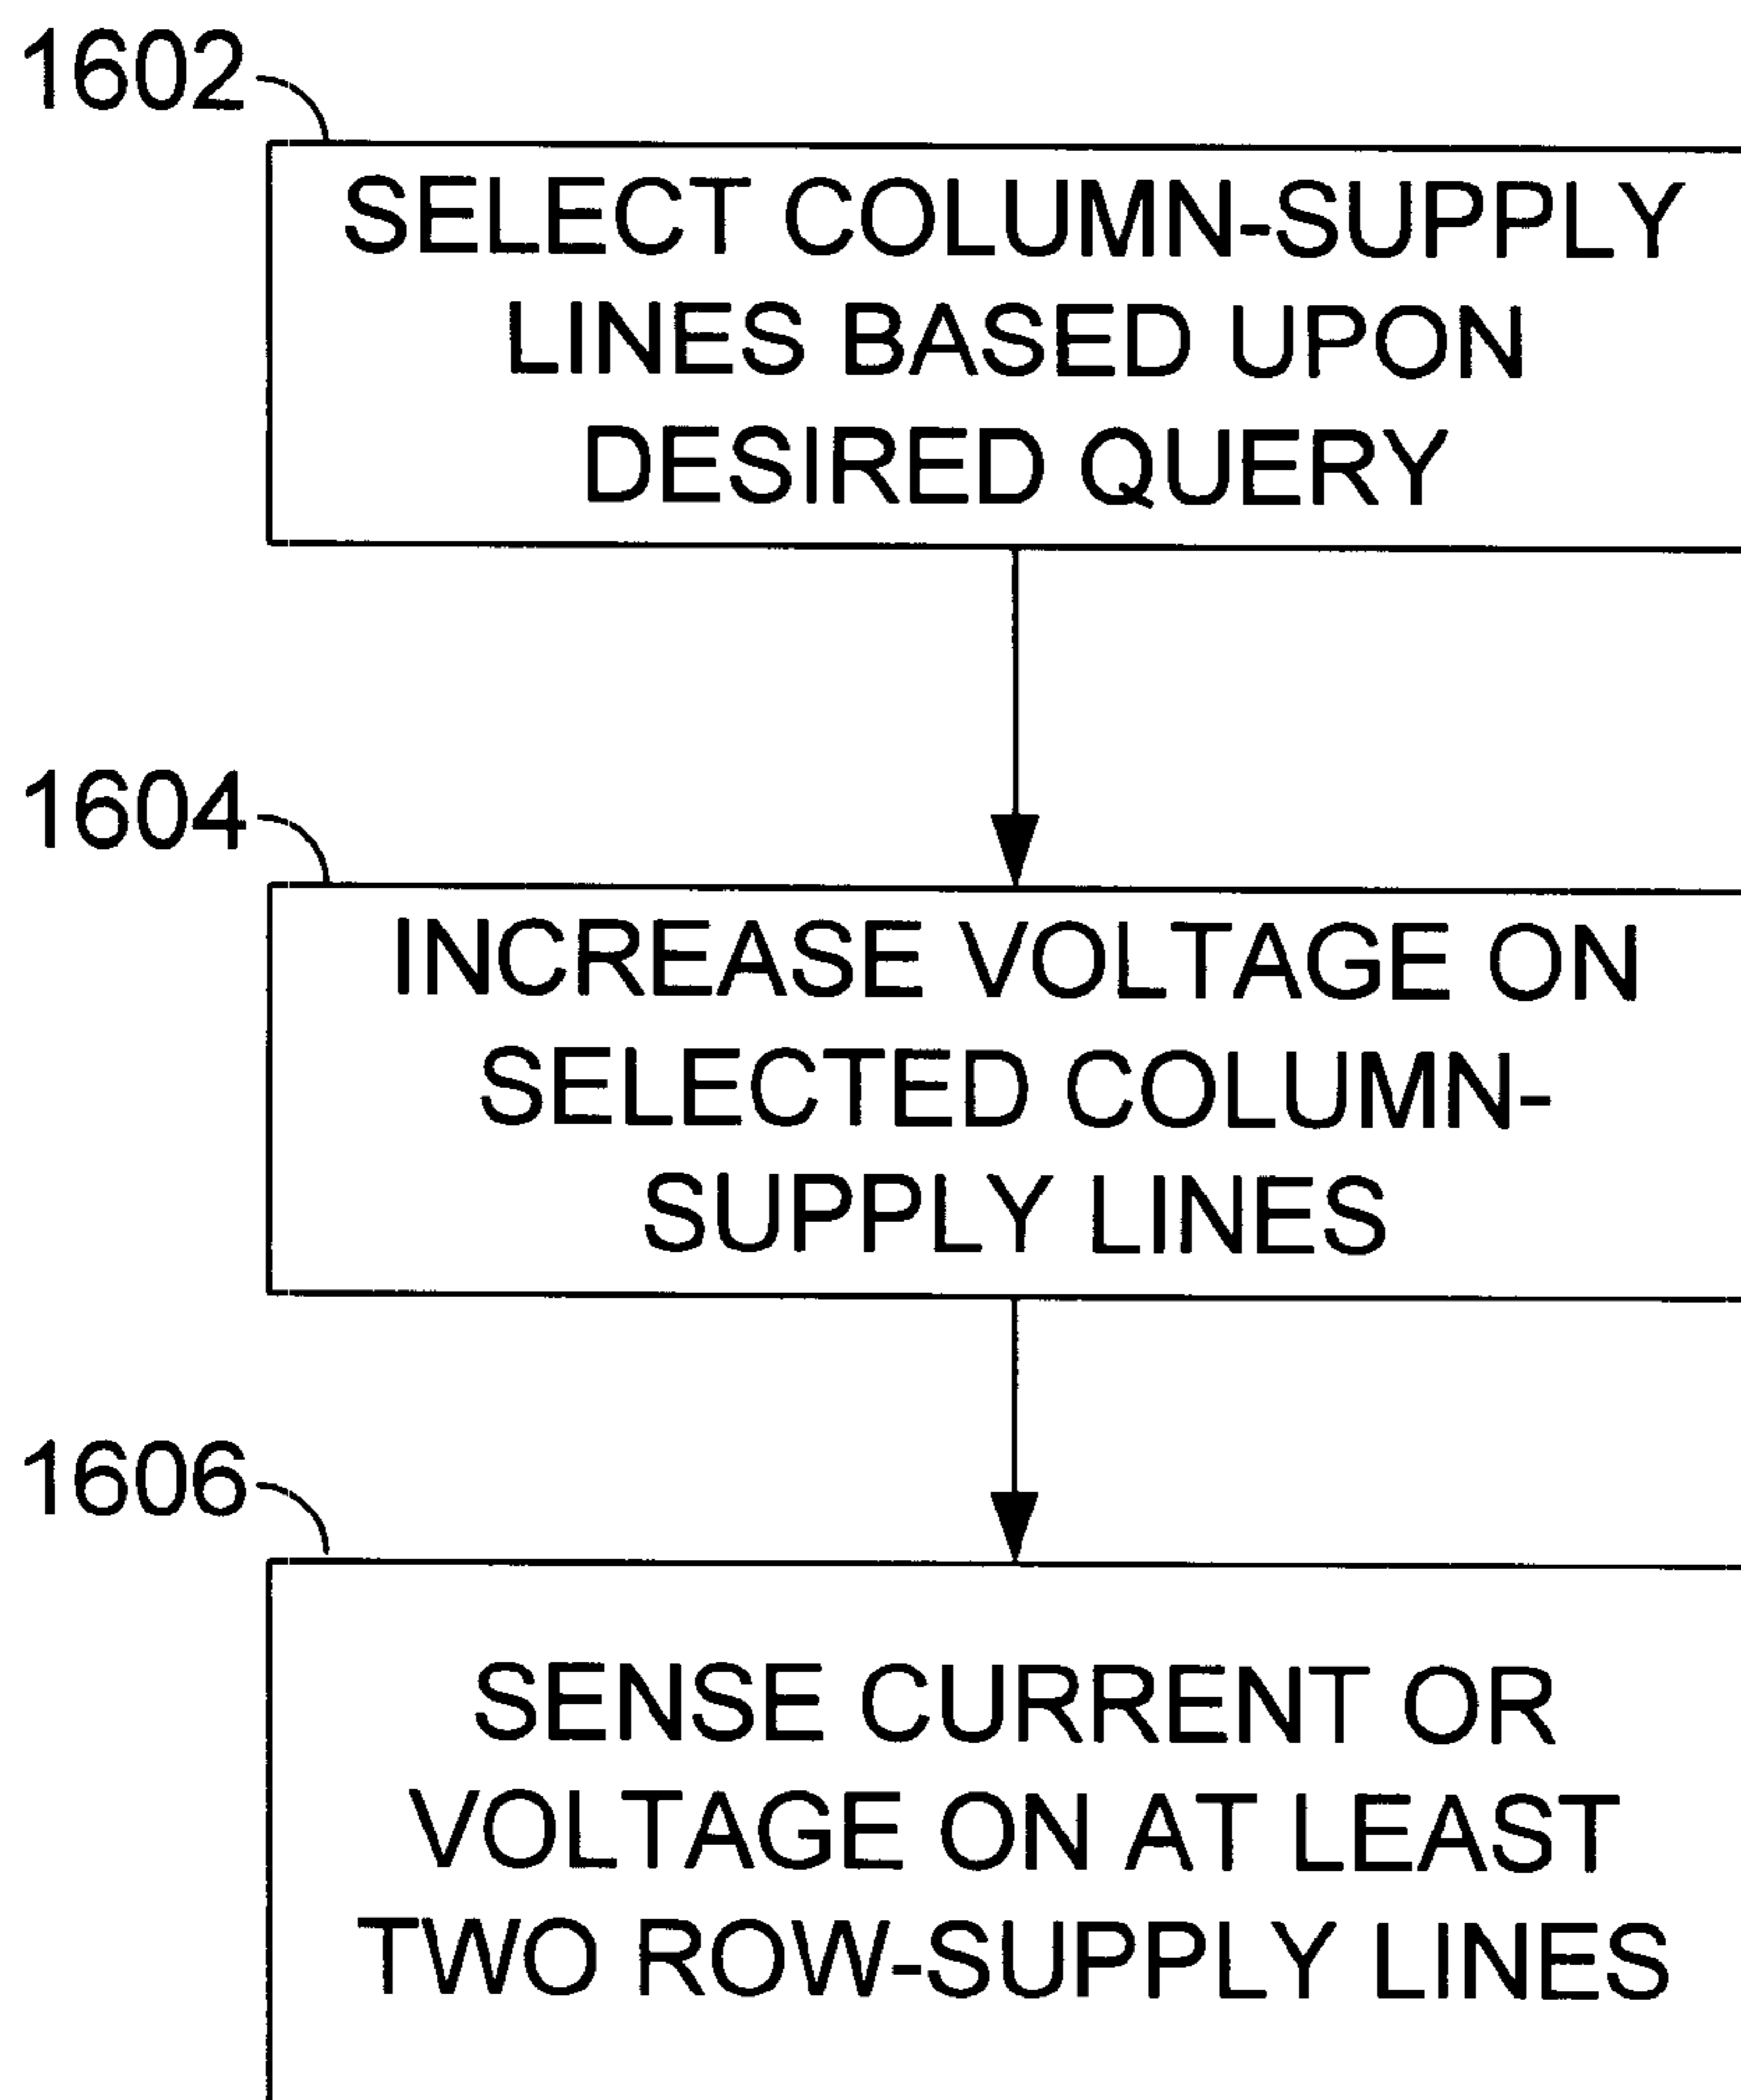 1602
SELECT COLUMN-SUPPLY
LINES BASED UPON
DESIRED QUERY
1604
INCREASE VOLTAGE ON
SELECTED COLUMN-
SUPPLY LINES
1606
SENSE CURRENT OR
VOLTAGE ON AT LEAST
TWO ROW-SUPPLY LINES